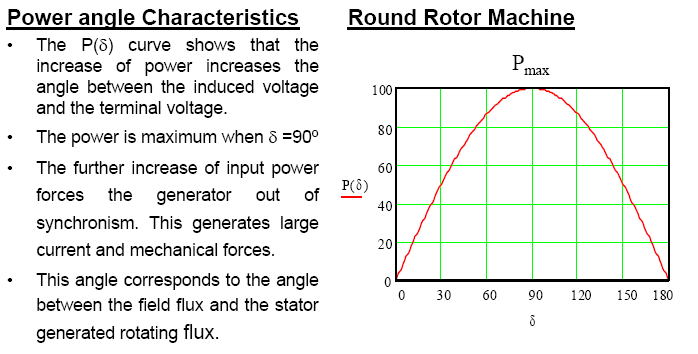 Power angle Characteristics
• The P(δ) curve shows that the
increase of power increases the
angle between the induced voltage
and the terminal voltage.
• The power is maximum when δ =90º
• The further increase of input power
forces the generator out of
synchronism. This generates large
current and mechanical forces.
• This angle corresponds to the angle
between the field flux and the stator
generated rotating flux.
Round Rotor Machine
Pmax
100
80
60
P(δ)
40
20
0
0 30 60 90 120 150 180
δ